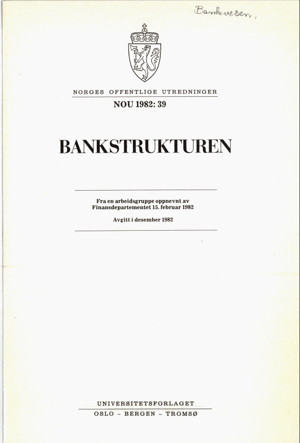 Bankvesen.
NORGES OFFENTLIGE UTREDNINGER
NOU 1982: 39
BANKSTRUKTUREN
Fra en arbeidsgruppe oppnevnt av
Finansdepartementet 15. februar 1982
Avgitt i desember 1982
UNIVERSITETSFORLAGET
OSLO – BERGEN – TROMSØ